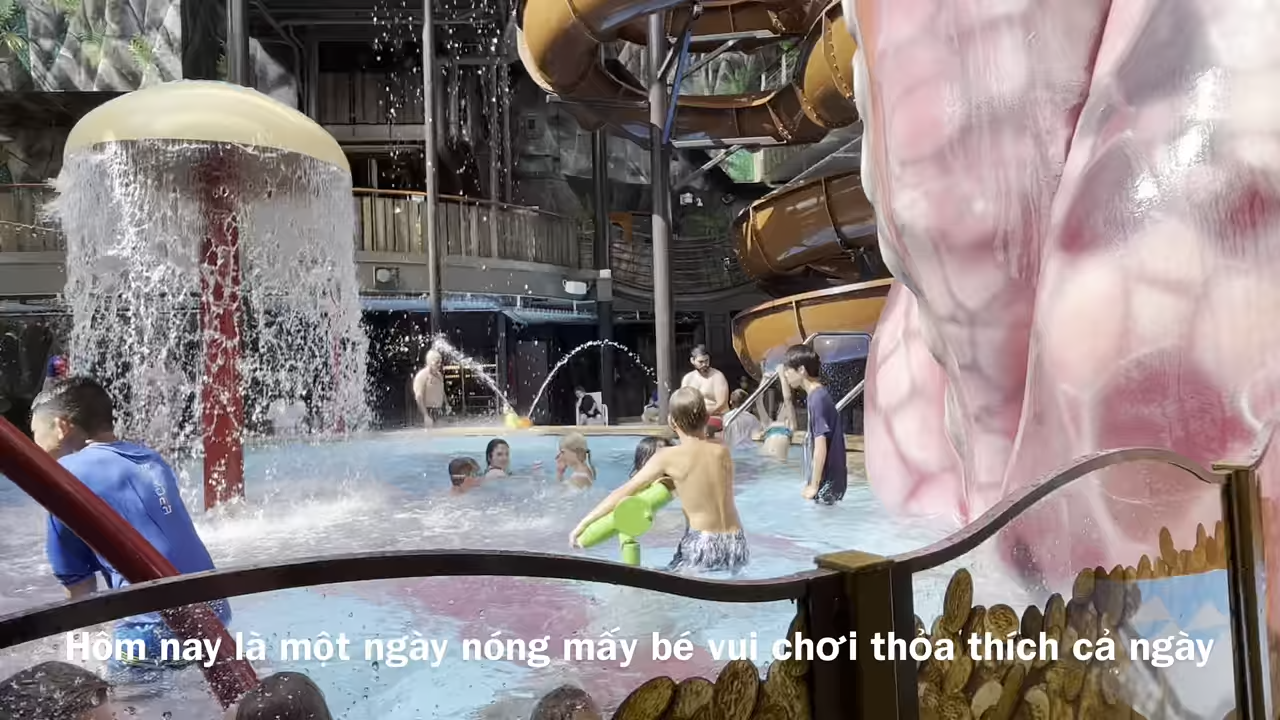 Hôm nay là một ngày nóng mấy bé vui chơi thỏa thích cả ngày